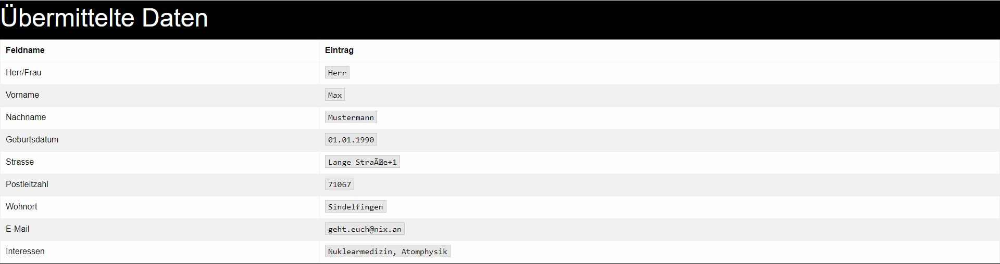 Übermittelte Daten
Feldname Eintrag
Herr/Frau Herr
Vorname Max
Nachname Mustermann
Geburtsdatum 01.01.1990
Strasse Lange StraÃ�e+1
Postleitzahl 71067
Wohnort Sindelfingen
E-Mail geht.euch@nix.an
Interessen Nuklearmedizin, Atomphysik